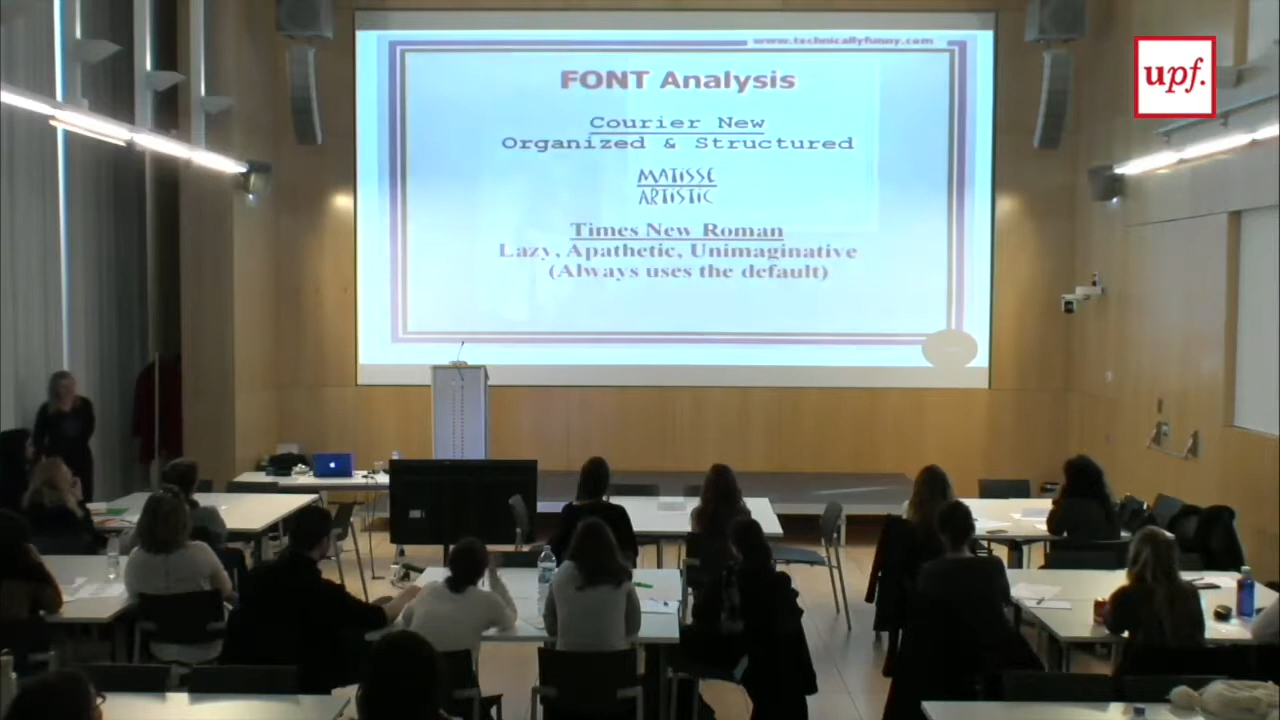 www.technicallyfunny.com
upf.
FONT Analysis
Courier New
Organized & Structured
MATISSE
ARTISTIC
Times New Roman
Lazy, Apathetic, Unimaginative
(Always uses the default)